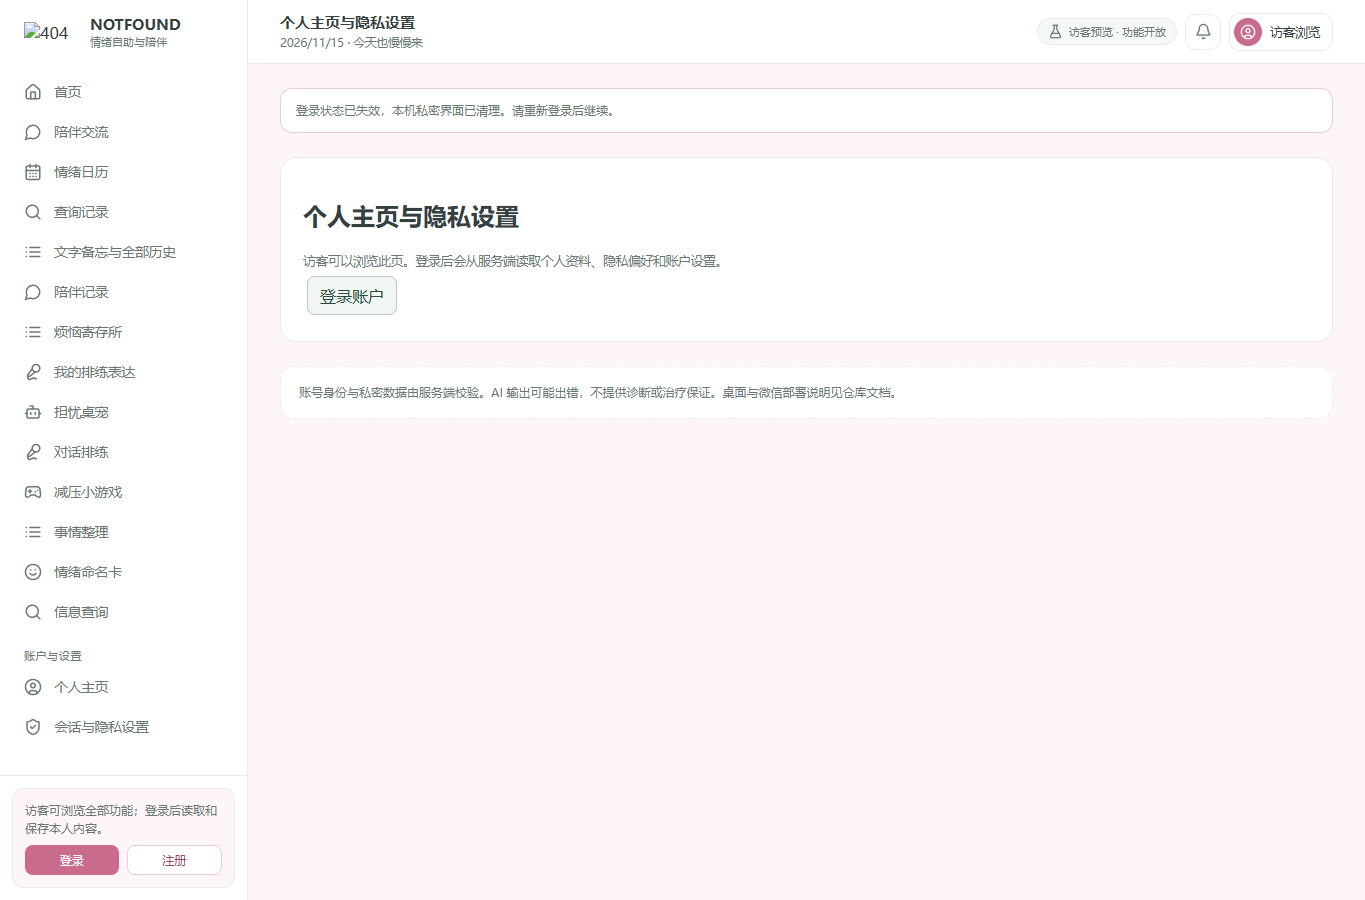 404
NOTFOUND
情绪自助与陪伴
首页
陪伴交流
情绪日历
查询记录
文字备忘与全部历史
陪伴记录
烦恼寄存所
我的排练表达
担忧桌宠
对话排练
减压小游戏
事情整理
情绪命名卡
信息查询
账户与设置
个人主页
会话与隐私设置
访客可浏览全部功能；登录后读取和
保存本人内容。
登录
注册
个人主页与隐私设置
2026/11/15 · 今天也慢慢来
访客预览 · 功能开放
访客浏览
登录状态已失效，本机私密界面已清理。请重新登录后继续。
个人主页与隐私设置
访客可以浏览此页。登录后会从服务端读取个人资料、隐私偏好和账户设置。
登录账户
账号身份与私密数据由服务端校验。AI 输出可能出错，不提供诊断或治疗保证。桌面与微信部署说明见仓库文档。